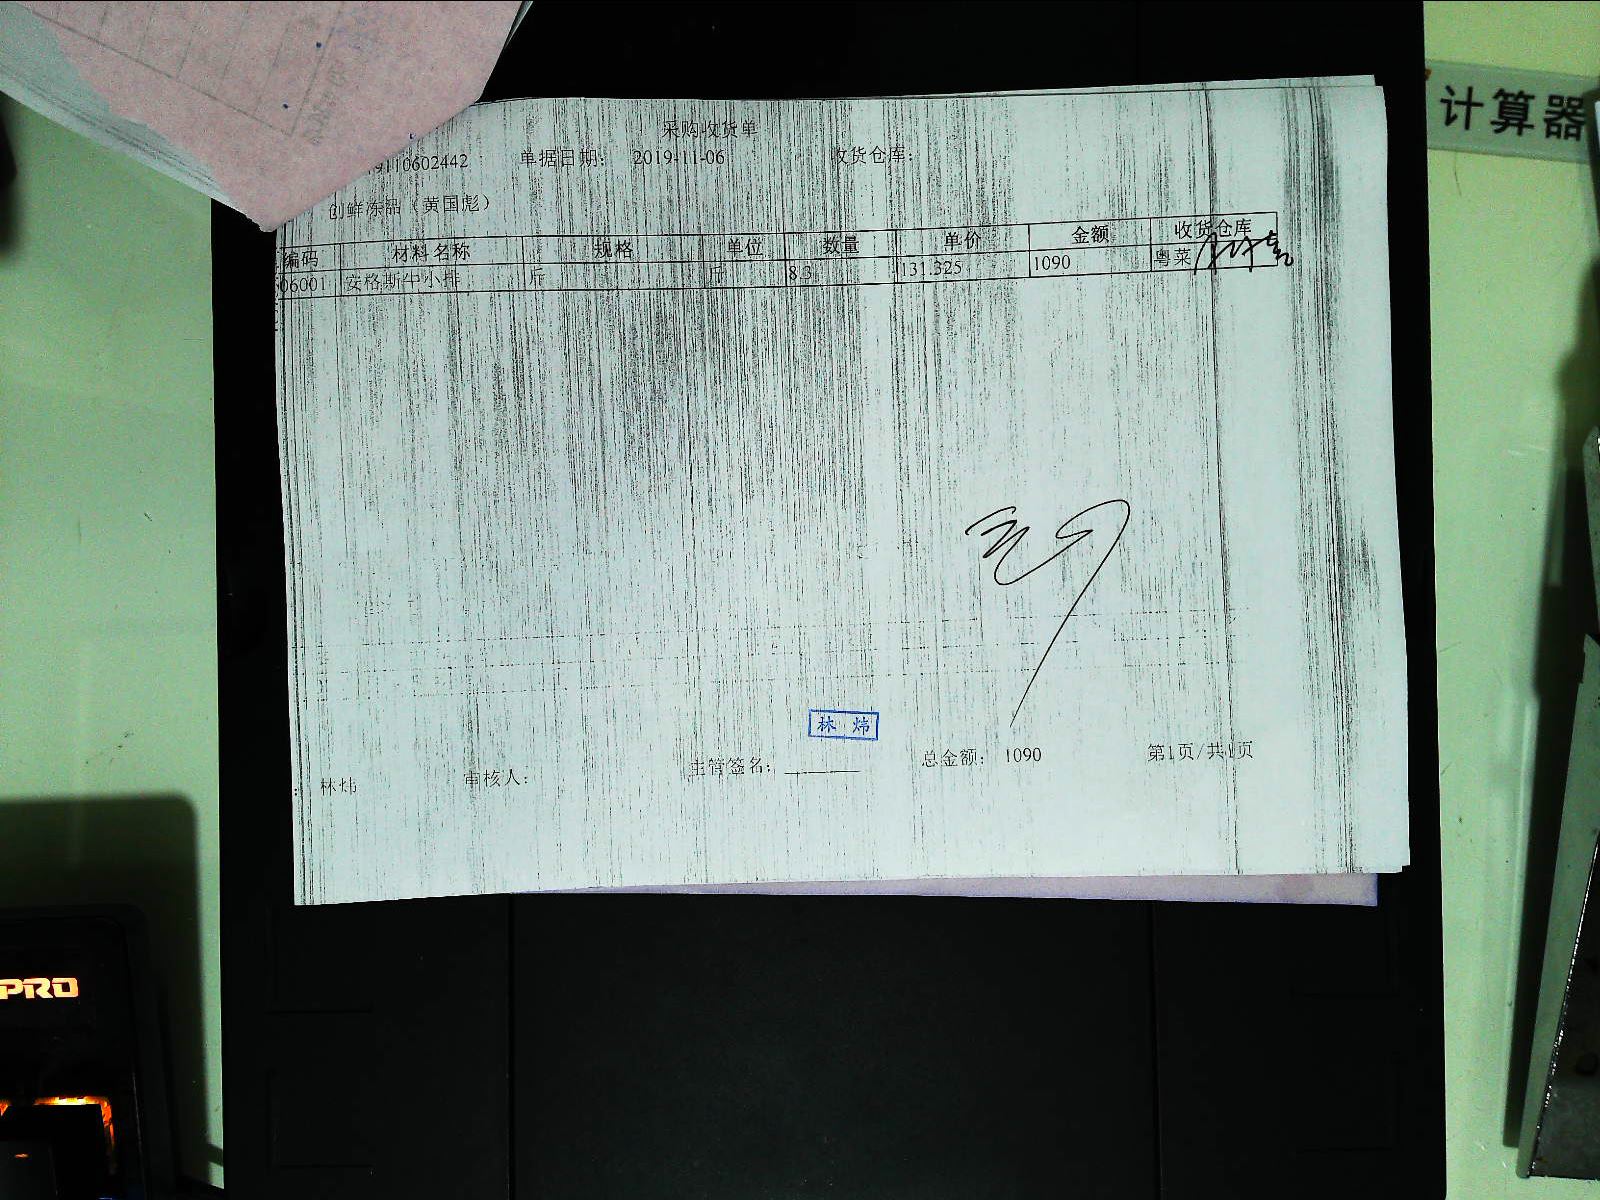 计算器
采购收货单
9110602442 单据日期： 2019-11-06 收货仓库：
创鲜冻品（黄国彪）
编码 材料名称 规格 单位 数量 单价 金额 收货仓库
06001 安格斯牛小排 斤 斤 8.3 131.325 1090 粤菜
林 炜
林炜 审核人： 主管签名： 总金额： 1090 第1页/共1页
PRO